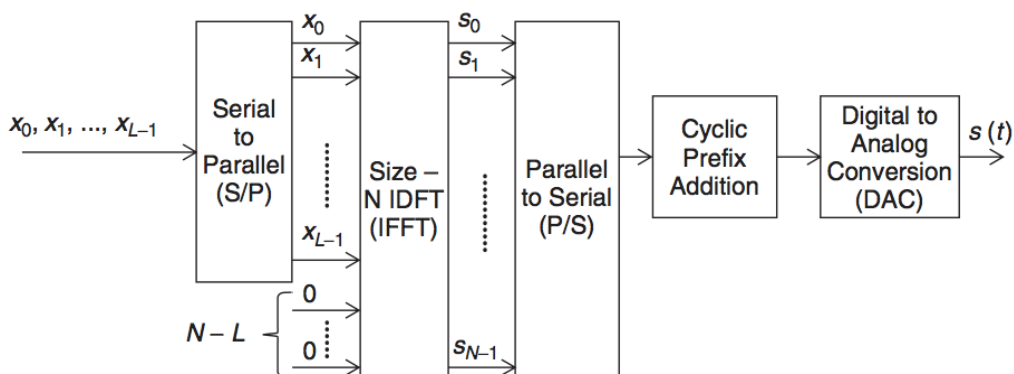 x0, x1, ..., xL–1
Serial
to
Parallel
(S/P)
x0
x1
xL–1
0
0
N – L
Size –
N IDFT
(IFFT)
s0
s1
sN–1
Parallel
to Serial
(P/S)
Cyclic
Prefix
Addition
Digital to
Analog
Conversion
(DAC)
s (t)